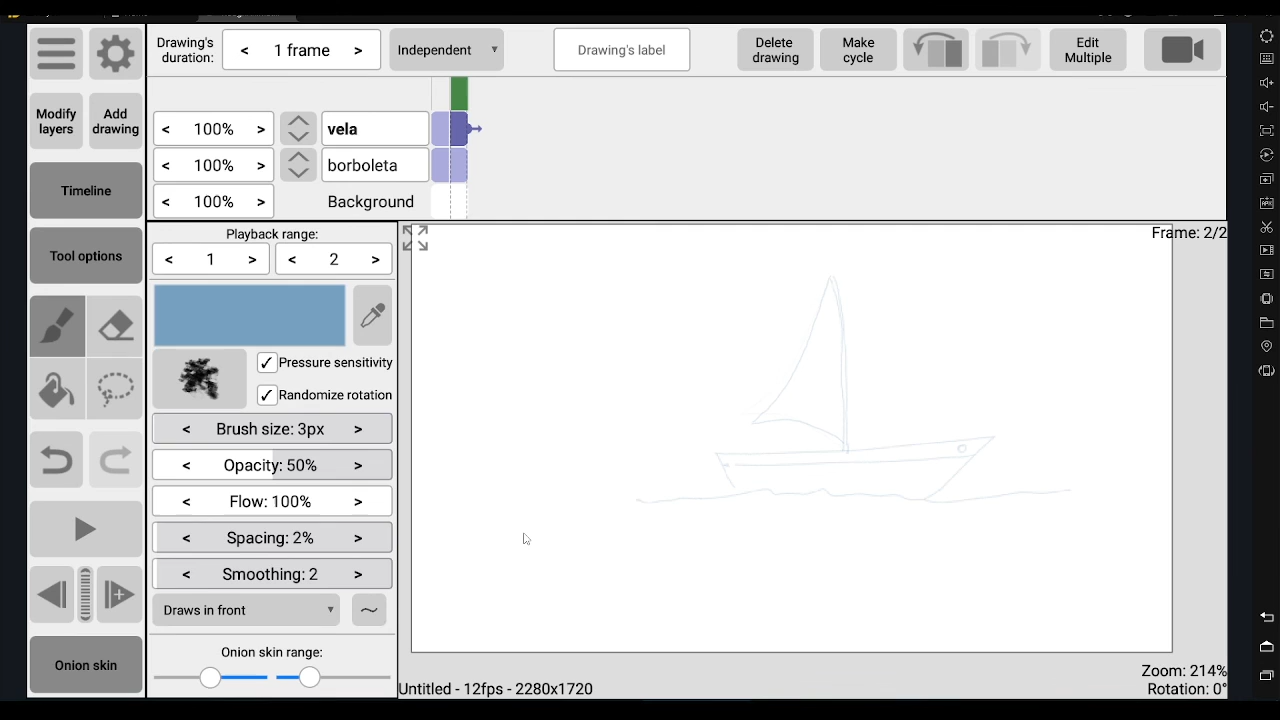 Drawing's duration:
< 1 frame >
Independent
Drawing's label
Delete drawing
Make cycle
Edit Multiple
Modify layers
Add drawing
< 100% >
vela
< 100% >
borboleta
< 100% >
Background
Timeline
Tool options
Playback range:
< 1 >
< 2 >
Frame: 2/2
Pressure sensitivity
Randomize rotation
< Brush size: 3px >
< Opacity: 50% >
< Flow: 100% >
< Spacing: 2% >
< Smoothing: 2 >
Draws in front
Onion skin
Onion skin range:
Untitled - 12fps - 2280x1720
Zoom: 214%
Rotation: 0°